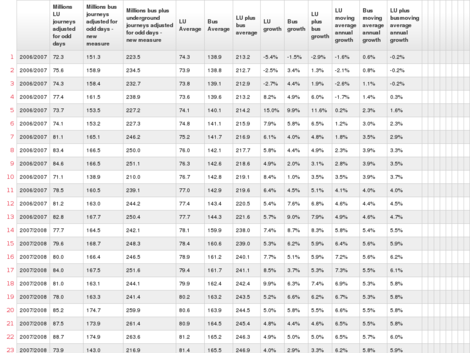 Millions
LU
journeys
adjusted
for odd
days
Millions bus
journeys
adjusted for
odd days -
new
measure
Millions bus plus
underground
journeys adjusted
for odd days -
new measure
LU
Average
Bus
Average
LU plus
bus
average
LU
growth
Bus
growth
LU
plus
bus
growth
LU
moving
average
annual
growth
Bus
moving
average
annual
growth
LU plus bus
moving
average
annual
growth
1 2006/2007 72.3 151.3 223.5 74.3 138.9 213.2 -5.4% -1.5% -2.9% -1.6% 0.6% -0.2%
2 2006/2007 75.6 158.9 234.5 73.9 138.8 212.7 -2.5% 3.4% 1.3% -2.1% 0.8% -0.2%
3 2006/2007 74.3 158.4 232.7 73.8 139.1 212.9 -2.7% 4.4% 1.9% -2.6% 1.1% -0.2%
4 2006/2007 77.4 161.5 238.9 73.6 139.6 213.2 6.2% 4.9% 6.0% -1.7% 1.4% 0.3%
5 2006/2007 73.7 153.5 227.2 74.1 140.1 214.2 15.0% 9.9% 11.6% 0.2% 2.3% 1.6%
6 2006/2007 74.1 153.2 227.3 74.8 141.1 215.9 7.9% 5.8% 6.5% 1.2% 3.0% 2.3%
7 2006/2007 81.1 165.1 246.2 75.2 141.7 216.9 6.1% 4.0% 4.8% 1.8% 3.5% 2.9%
8 2006/2007 83.4 166.5 250.0 76.0 142.1 217.7 5.8% 4.4% 4.9% 2.3% 3.9% 3.3%
9 2006/2007 84.6 166.5 251.1 76.3 142.6 218.6 4.9% 2.0% 3.1% 2.8% 3.9% 3.5%
10 2006/2007 71.1 138.9 210.0 76.7 142.8 219.1 8.4% 1.0% 3.5% 3.5% 3.9% 3.7%
11 2006/2007 78.5 160.5 239.1 77.0 142.9 219.6 6.4% 4.5% 5.1% 4.1% 4.0% 4.0%
12 2006/2007 81.2 163.0 244.2 77.4 143.4 220.5 5.4% 7.6% 6.8% 4.6% 4.4% 4.5%
13 2006/2007 82.8 167.7 250.4 77.7 144.3 221.6 5.7% 9.0% 7.9% 4.9% 4.6% 4.7%
14 2007/2008 77.7 164.5 242.1 78.1 159.9 238.0 7.4% 8.7% 8.3% 5.8% 5.4% 5.5%
15 2007/2008 79.6 168.7 248.3 78.4 160.6 239.0 5.3% 6.2% 5.9% 6.4% 5.6% 5.9%
16 2007/2008 80.0 166.4 246.5 78.9 161.2 240.1 7.7% 5.1% 5.9% 7.2% 5.6% 6.2%
17 2007/2008 84.0 167.5 251.6 79.4 161.7 241.1 8.5% 3.7% 5.3% 7.3% 5.5% 6.1%
18 2007/2008 81.0 163.1 244.1 79.9 162.4 242.4 9.9% 6.3% 7.4% 6.9% 5.3% 5.8%
19 2007/2008 78.0 163.3 241.4 80.2 163.2 243.5 5.2% 6.6% 6.2% 6.7% 5.3% 5.8%
20 2007/2008 85.2 174.7 259.9 80.6 163.9 244.5 5.0% 5.8% 5.5% 6.6% 5.5% 5.8%
21 2007/2008 87.5 173.9 261.4 80.9 164.5 245.4 4.8% 4.4% 4.6% 6.5% 5.5% 5.8%
22 2007/2008 88.7 174.9 263.6 81.2 165.2 246.3 4.9% 5.0% 5.0% 6.5% 5.7% 6.0%
23 2007/2008 73.9 143.0 216.9 81.4 165.5 246.9 4.0% 2.9% 3.3% 6.2% 5.8% 5.9%